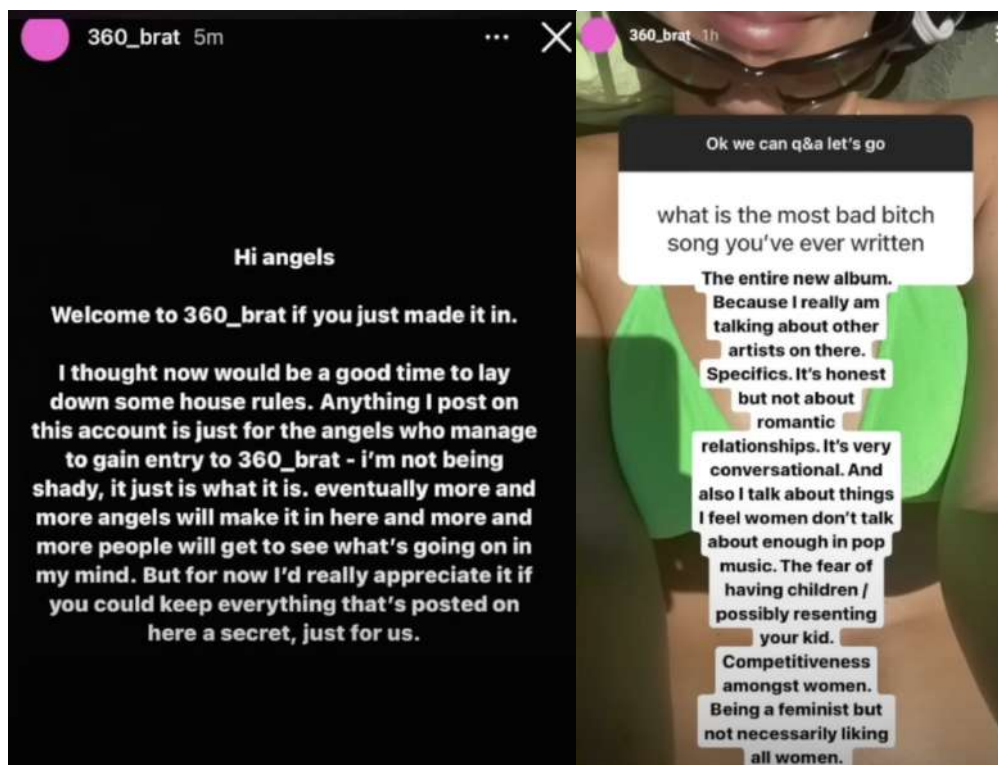 360_brat 5m
Hi angels
Welcome to 360_brat if you just made it in.
I thought now would be a good time to lay
down some house rules. Anything I post on
this account is just for the angels who manage
to gain entry to 360_brat - i'm not being
shady, it just is what it is. eventually more and
more angels will make it in here and more and
more people will get to see what's going on in
my mind. But for now I'd really appreciate it if
you could keep everything that's posted on
here a secret, just for us.
360_brat 1h
Ok we can q&a let's go
what is the most bad bitch
song you've ever written
The entire new album.
Because I really am
talking about other
artists on there.
Specifics. It's honest
but not about
romantic
relationships. It's very
conversational. And
also I talk about things
I feel women don't talk
about enough in pop
music. The fear of
having children /
possibly resenting
your kid.
Competitiveness
amongst women.
Being a feminist but
not necessarily liking
all women.